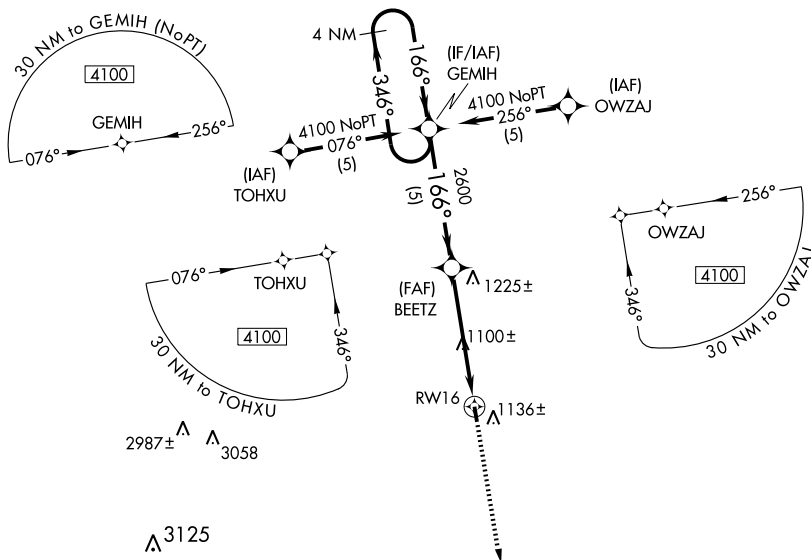 30 NM to GEMIH (NoPT)
4100
GEMIH
076°
256°
4 NM
346°
166°
(IF/IAF)
GEMIH
4100 NoPT
256°
(5)
(IAF)
OWZAJ
4100 NoPT
076°
(5)
(IAF)
TOHXU
2600
166°
(5)
(FAF)
BEETZ
1225±
1100±
RW16
1136±
076°
TOHXU
346°
4100
30 NM to TOHXU
256°
OWZAJ
346°
4100
30 NM to OWZAJ
2987±
3058
3125